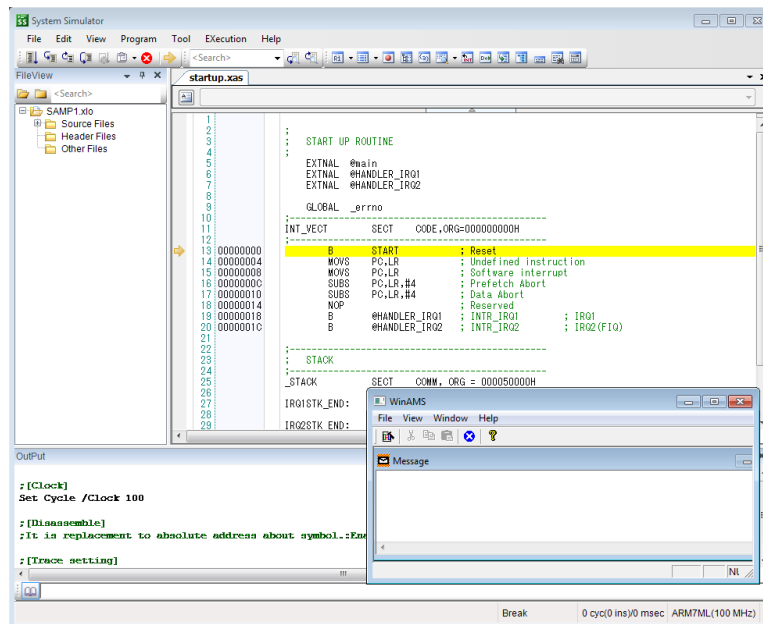 System Simulator
File Edit View Program Tool EXecution Help
<Search>
FileView
startup.xas
<Search>
SAMP1.xlo
Source Files
Header Files
Other Files
1
2 ;
3 ; START UP ROUTINE
4 ;
5 EXTNAL @main
6 EXTNAL @HANDLER_IRQ1
7 EXTNAL @HANDLER_IRQ2
8
9 GLOBAL _errno
10 ;------------------------------------------------
11 INT_VECT SECT CODE,ORG=000000000H
12 ;------------------------------------------------
13 00000000 B START ; Reset
14 00000004 MOVS PC,LR ; Undefined instruction
15 00000008 MOVS PC,LR ; Software interrupt
16 0000000C SUBS PC,LR,#4 ; Prefetch Abort
17 00000010 SUBS PC,LR,#4 ; Data Abort
18 00000014 NOP ; Reserved
19 00000018 B @HANDLER_IRQ1 ; INTR_IRQ1 ; IRQ1
20 0000001C B @HANDLER_IRQ2 ; INTR_IRQ2 ; IRQ2(FIQ)
21
22 ;------------------------------------------------
23 ; STACK
24 ;------------------------------------------------
25 _STACK SECT COMM, ORG = 000050000H
26
27 IRQ1STK_END:
28
29 IRQ2STK_END:
WinAMS
File View Window Help
Message
NL
OutPut
;[Clock]
Set Cycle /Clock 100
;[Disassemble]
;It is replacement to absolute address about symbol.:Ena
;[Trace setting]
Break 0 cyc(0 ins)/0 msec ARM7ML(100 MHz)